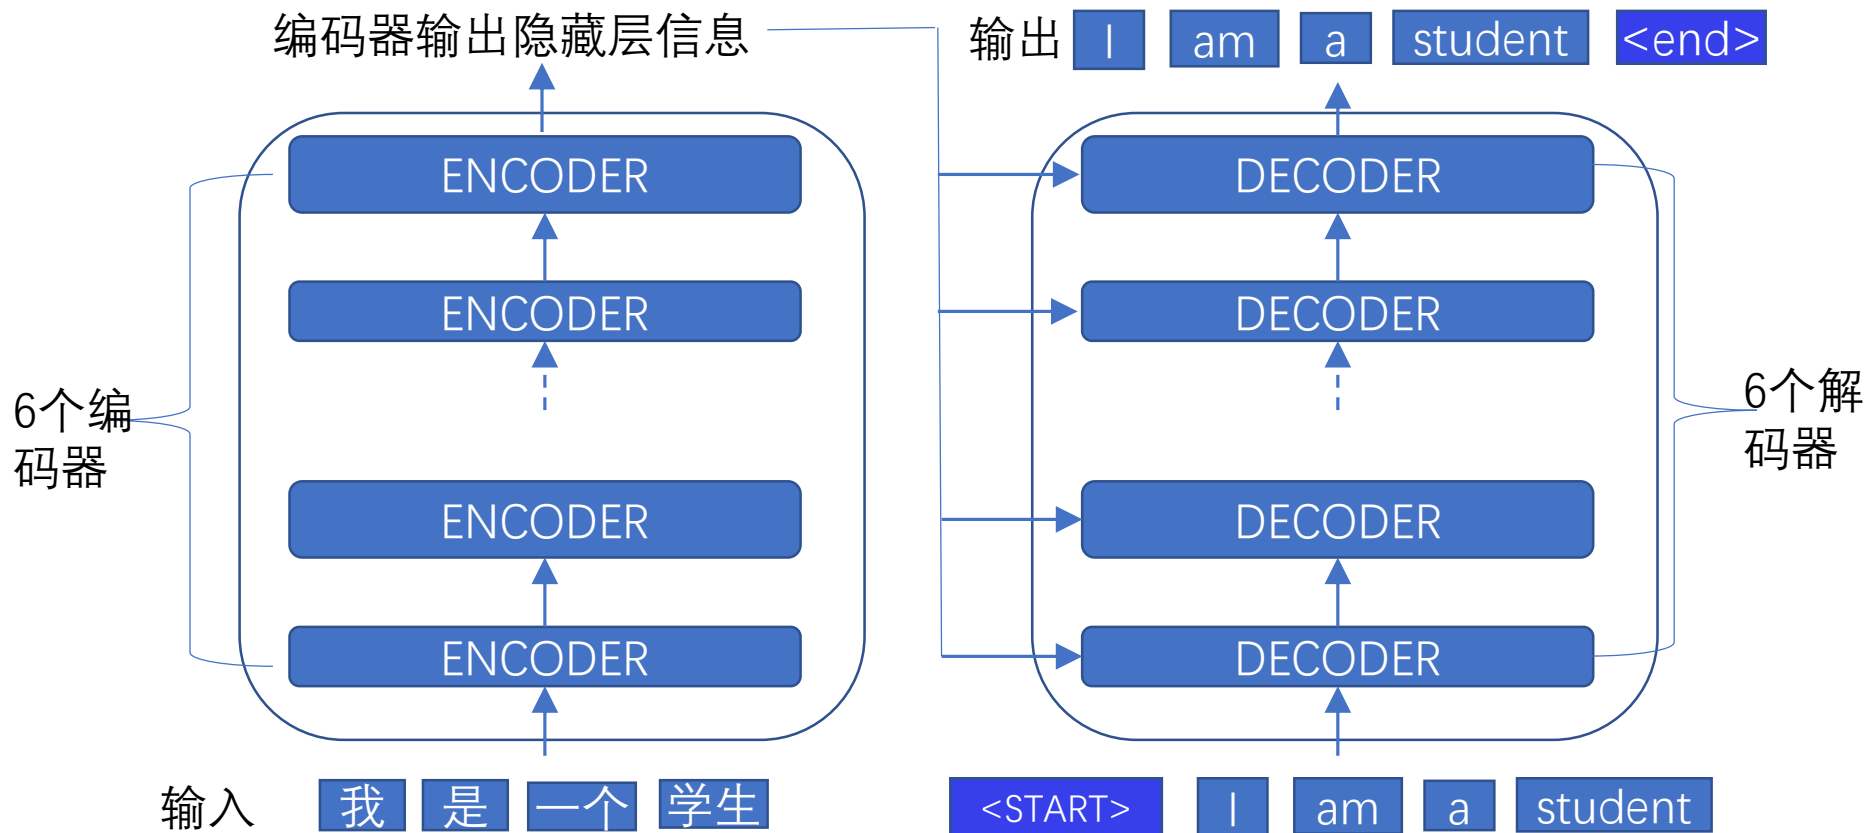 编码器输出隐藏层信息
输出 I am a student <end>
ENCODER
ENCODER
6个编
码器
ENCODER
ENCODER
输入 我 是 一个 学生
DECODER
DECODER
6个解
码器
DECODER
DECODER
<START> I am a student